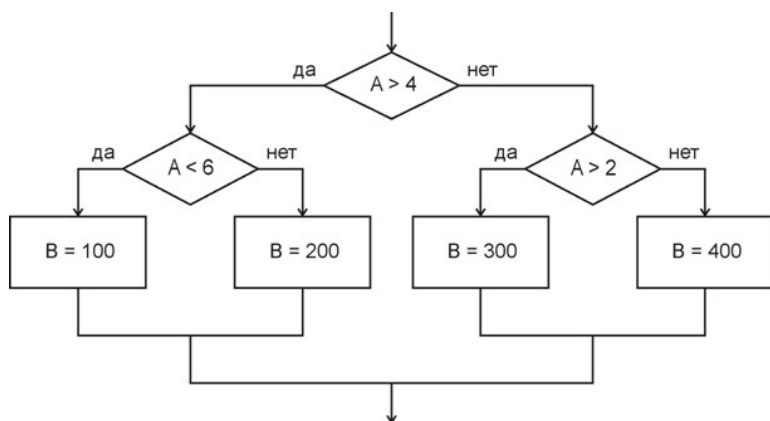 да
A > 4
нет
да
A < 6
нет
да
A > 2
нет
B = 100
B = 200
B = 300
B = 400